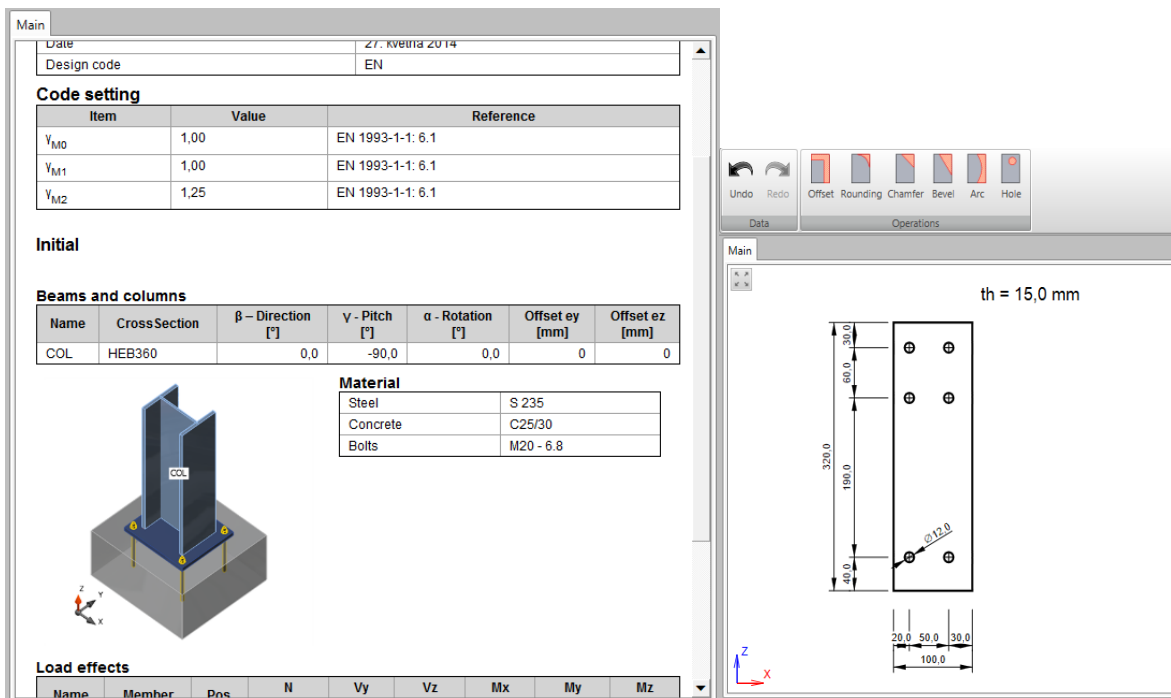 Main
Date 27. května 2014
Design code EN
Code setting
Item Value Reference
γM0 1,00 EN 1993-1-1: 6.1
γM1 1,00 EN 1993-1-1: 6.1
γM2 1,25 EN 1993-1-1: 6.1
Initial
Beams and columns
Name CrossSection β – Direction [°] γ - Pitch [°] α - Rotation [°] Offset ey [mm] Offset ez [mm]
COL HEB360 0,0 -90,0 0,0 0 0
Material
Steel S 235
Concrete C25/30
Bolts M20 - 6.8
COL
Z
Y
X
Load effects
Name Member Pos N Vy Vz Mx My Mz
Undo Redo Offset Rounding Chamfer Bevel Arc Hole
Data Operations
Main
th = 15,0 mm
30,0
60,0
320,0
190,0
Ø12,0
40,0
20,0 50,0 30,0
100,0
Z
X